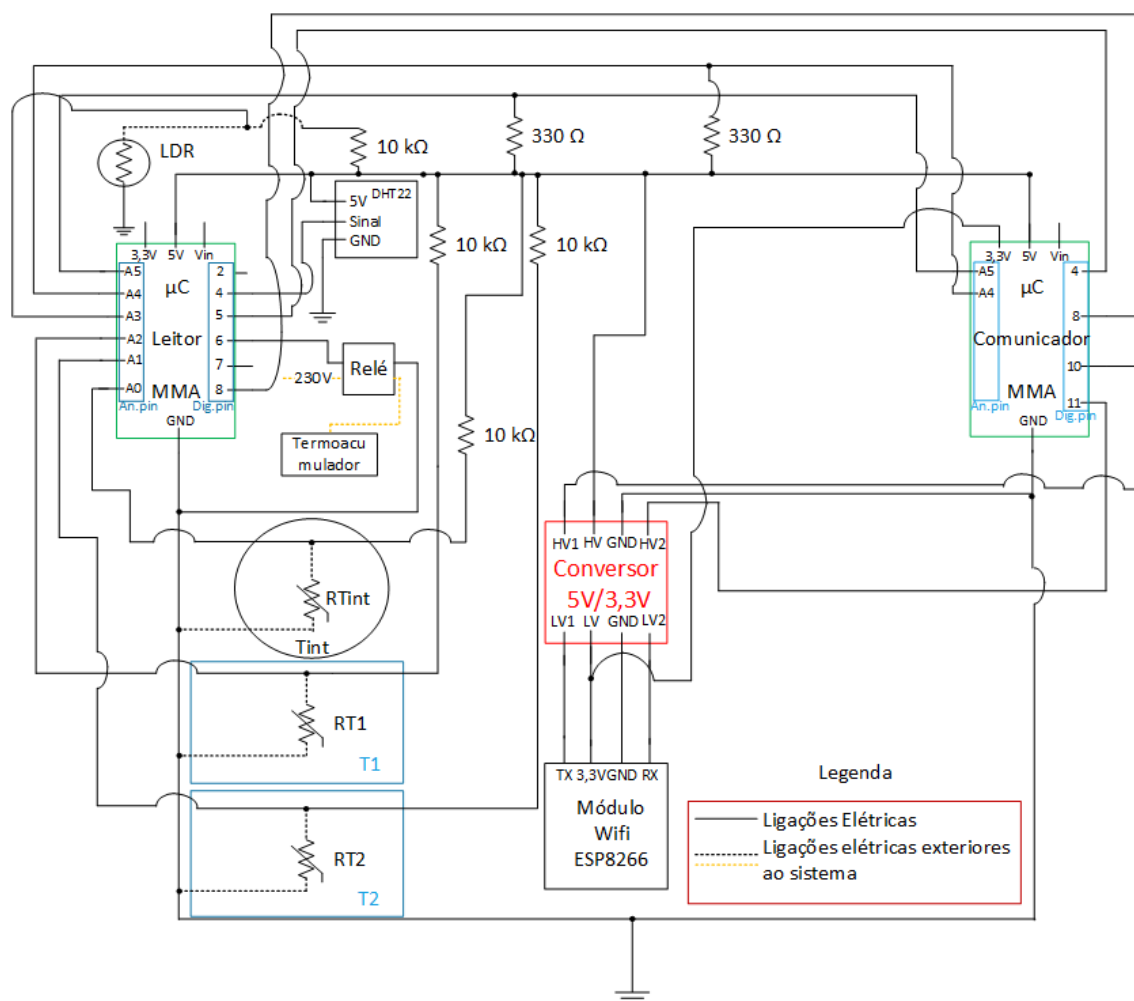 330 Ω
330 Ω
LDR
10 kΩ
5V
DHT22
Sinal
GND
10 kΩ
10 kΩ
3,3V
5V
Vin
A5
A4
A3
A2
A1
A0
An.pin
µC
Leitor
MMA
GND
2
4
5
6
7
8
Dig.pin
230V
Relé
Termoacu
mulador
10 kΩ
3,3V
5V
Vin
A5
A4
An.pin
µC
Comunicador
MMA
GND
4
8
10
11
Dig.pin
HV1
HV
GND
HV2
Conversor
5V/3,3V
LV1
LV
GND
LV2
RTint
Tint
RT1
T1
RT2
T2
TX
3,3V
GND
RX
Módulo
Wifi
ESP8266
Legenda
Ligações Elétricas
Ligações elétricas exteriores
ao sistema